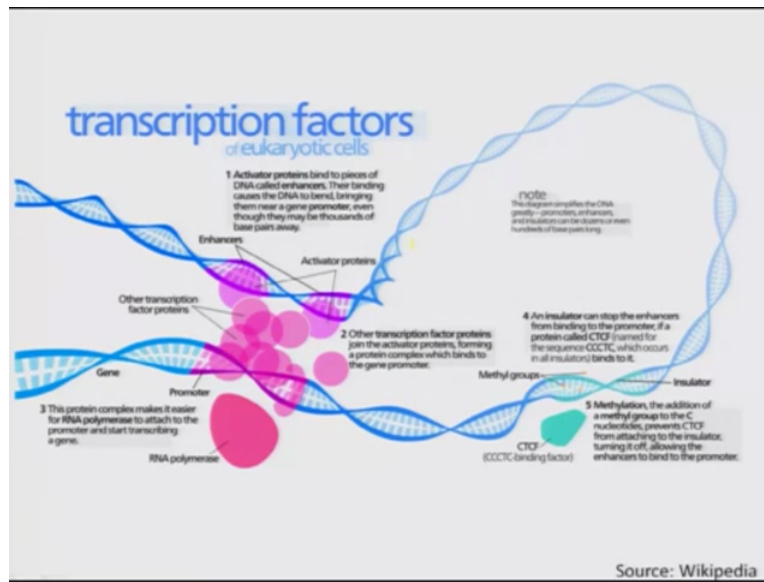 transcription factors
of eukaryotic cells
1 Activator proteins bind to pieces of
DNA called enhancers. Their binding
causes the DNA to bend, bringing
them near a gene promoter, even
though they may be thousands of
base pairs away.
Enhancers
Activator proteins
note
This diagram simplifies the DNA
greatly—promoters, enhancers,
and insulators can be dozens or even
hundreds of base pairs long.
Other transcription
factor proteins
2 Other transcription factor proteins
join the activator proteins, forming
a protein complex which binds to
the gene promoter.
4 An insulator can stop the enhancers
from binding to the promoter, if a
protein called CTCF (named for
the sequence CCCTC, which occurs
in all insulators) binds to it.
Gene
Promoter
Methyl groups
Insulator
3 This protein complex makes it easier
for RNA polymerase to attach to the
promoter and start transcribing
a gene.
RNA polymerase
CTCF
(CCCTC-binding factor)
5 Methylation, the addition of
a methyl group to the C
nucleotides, prevents CTCF
from attaching to the insulator,
turning it off, allowing the
enhancers to bind to the promoter.
Source: Wikipedia